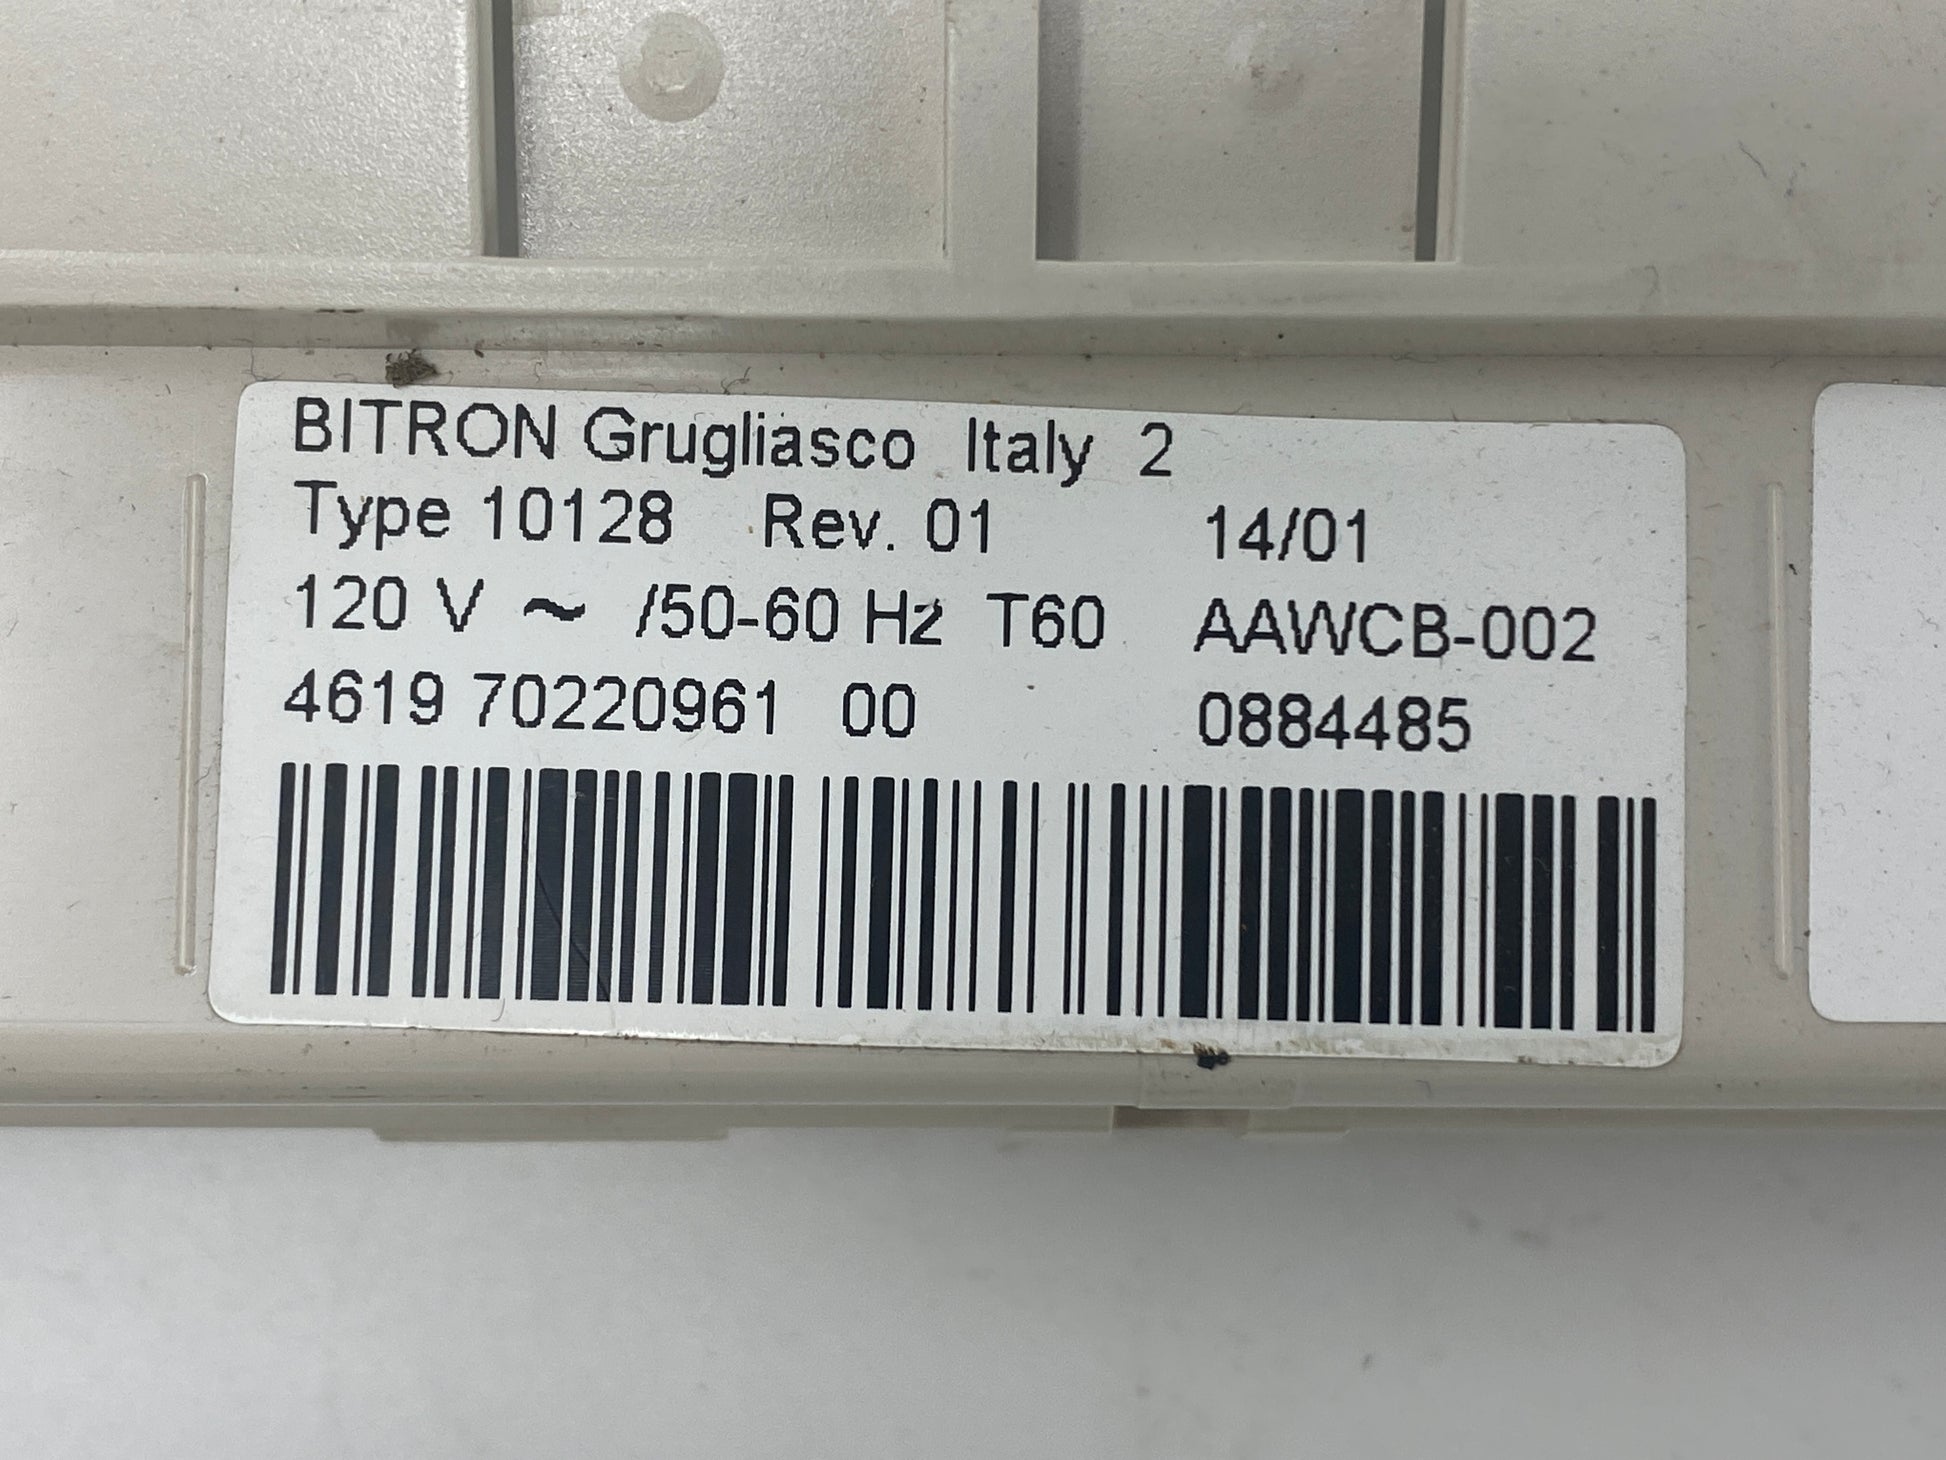 BITRON Grugliasco Italy 2
Type 10128 Rev. 01 14/01
120 V ~ /50-60 Hz T60 AAWCB-002
4619 70220961 00 0884485